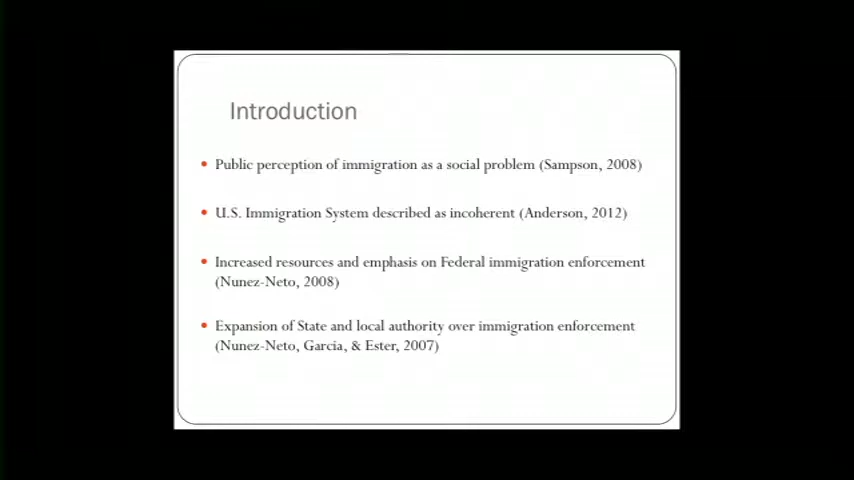 Introduction
• Public perception of immigration as a social problem (Sampson, 2008)
• U.S. Immigration System described as incoherent (Anderson, 2012)
• Increased resources and emphasis on Federal immigration enforcement
(Nunez-Neto, 2008)
• Expansion of State and local authority over immigration enforcement
(Nunez-Neto, Garcia, & Ester, 2007)